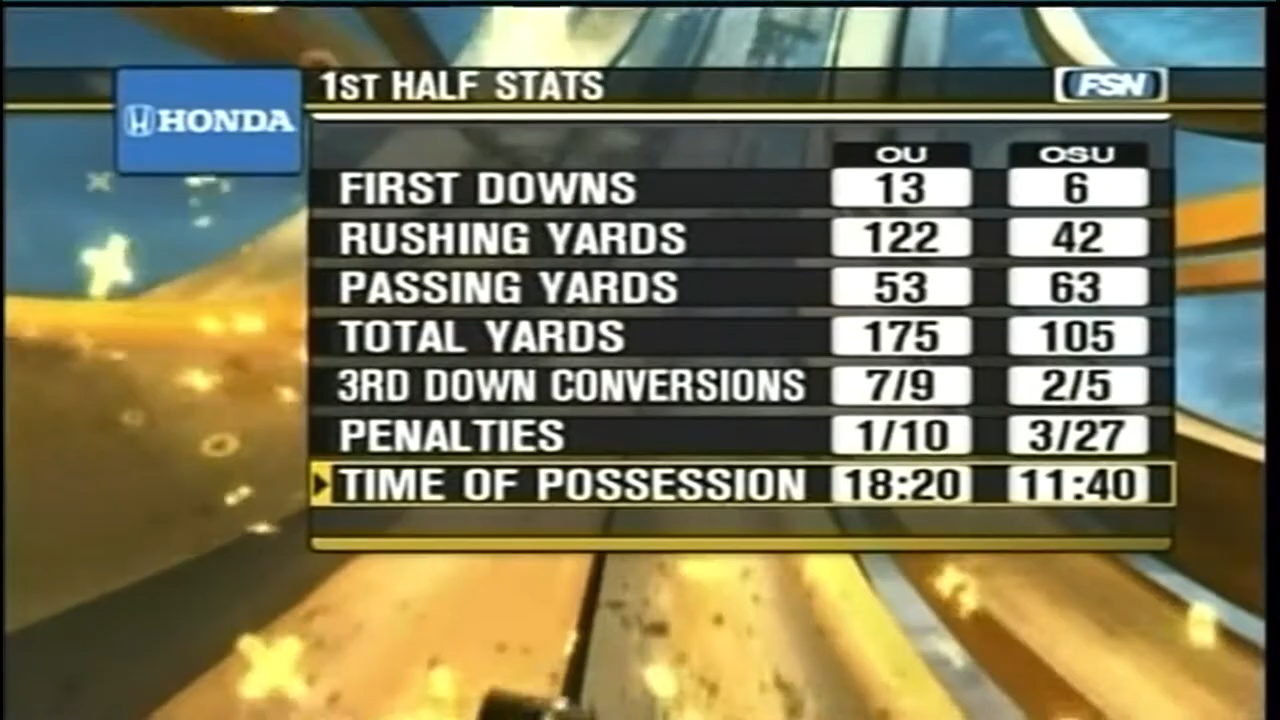 1ST HALF STATS FSN
HONDA
OU OSU
FIRST DOWNS 13 6
RUSHING YARDS 122 42
PASSING YARDS 53 63
TOTAL YARDS 175 105
3RD DOWN CONVERSIONS 7/9 2/5
PENALTIES 1/10 3/27
TIME OF POSSESSION 18:20 11:40